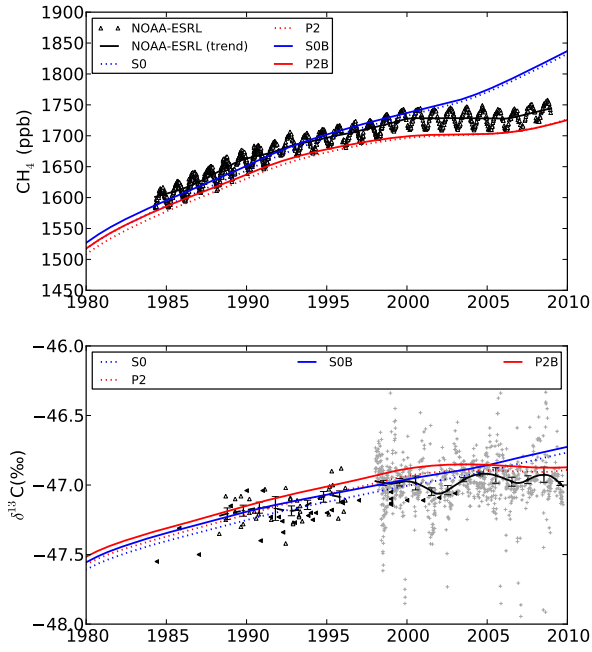 1900
1850
1800
1750
1700
1650
1600
1550
1500
1450
CH4 (ppb)
NOAA-ESRL
NOAA-ESRL (trend)
S0
P2
S0B
P2B
1980 1985 1990 1995 2000 2005 2010
−46.0
−46.5
−47.0
−47.5
−48.0
δ13C(‰)
S0
P2
S0B
P2B
1980 1985 1990 1995 2000 2005 2010